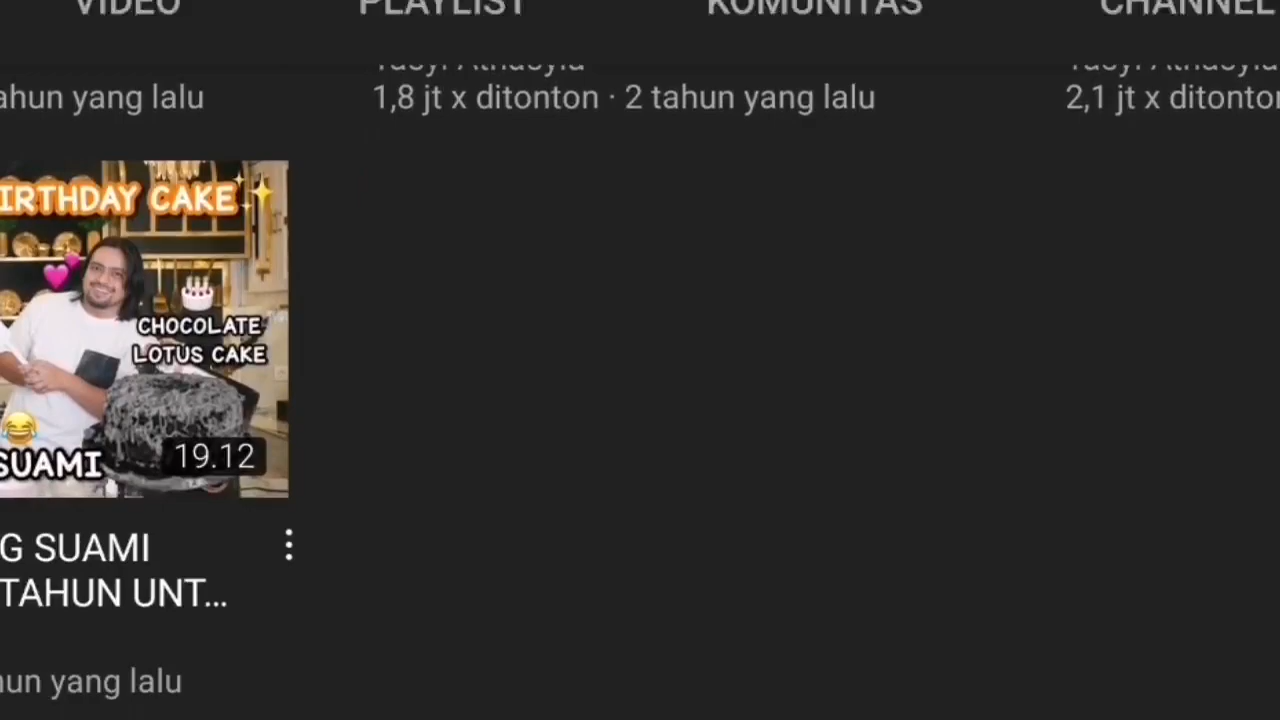 VIDEO PLAYLIST KOMUNITAS CHANNEL
ahun yang lalu 1,8 jt x ditonton · 2 tahun yang lalu 2,1 jt x ditonton
IRTHDAY CAKE
CHOCOLATE
LOTUS CAKE
SUAMI 19.12
G SUAMI
TAHUN UNT...
hun yang lalu